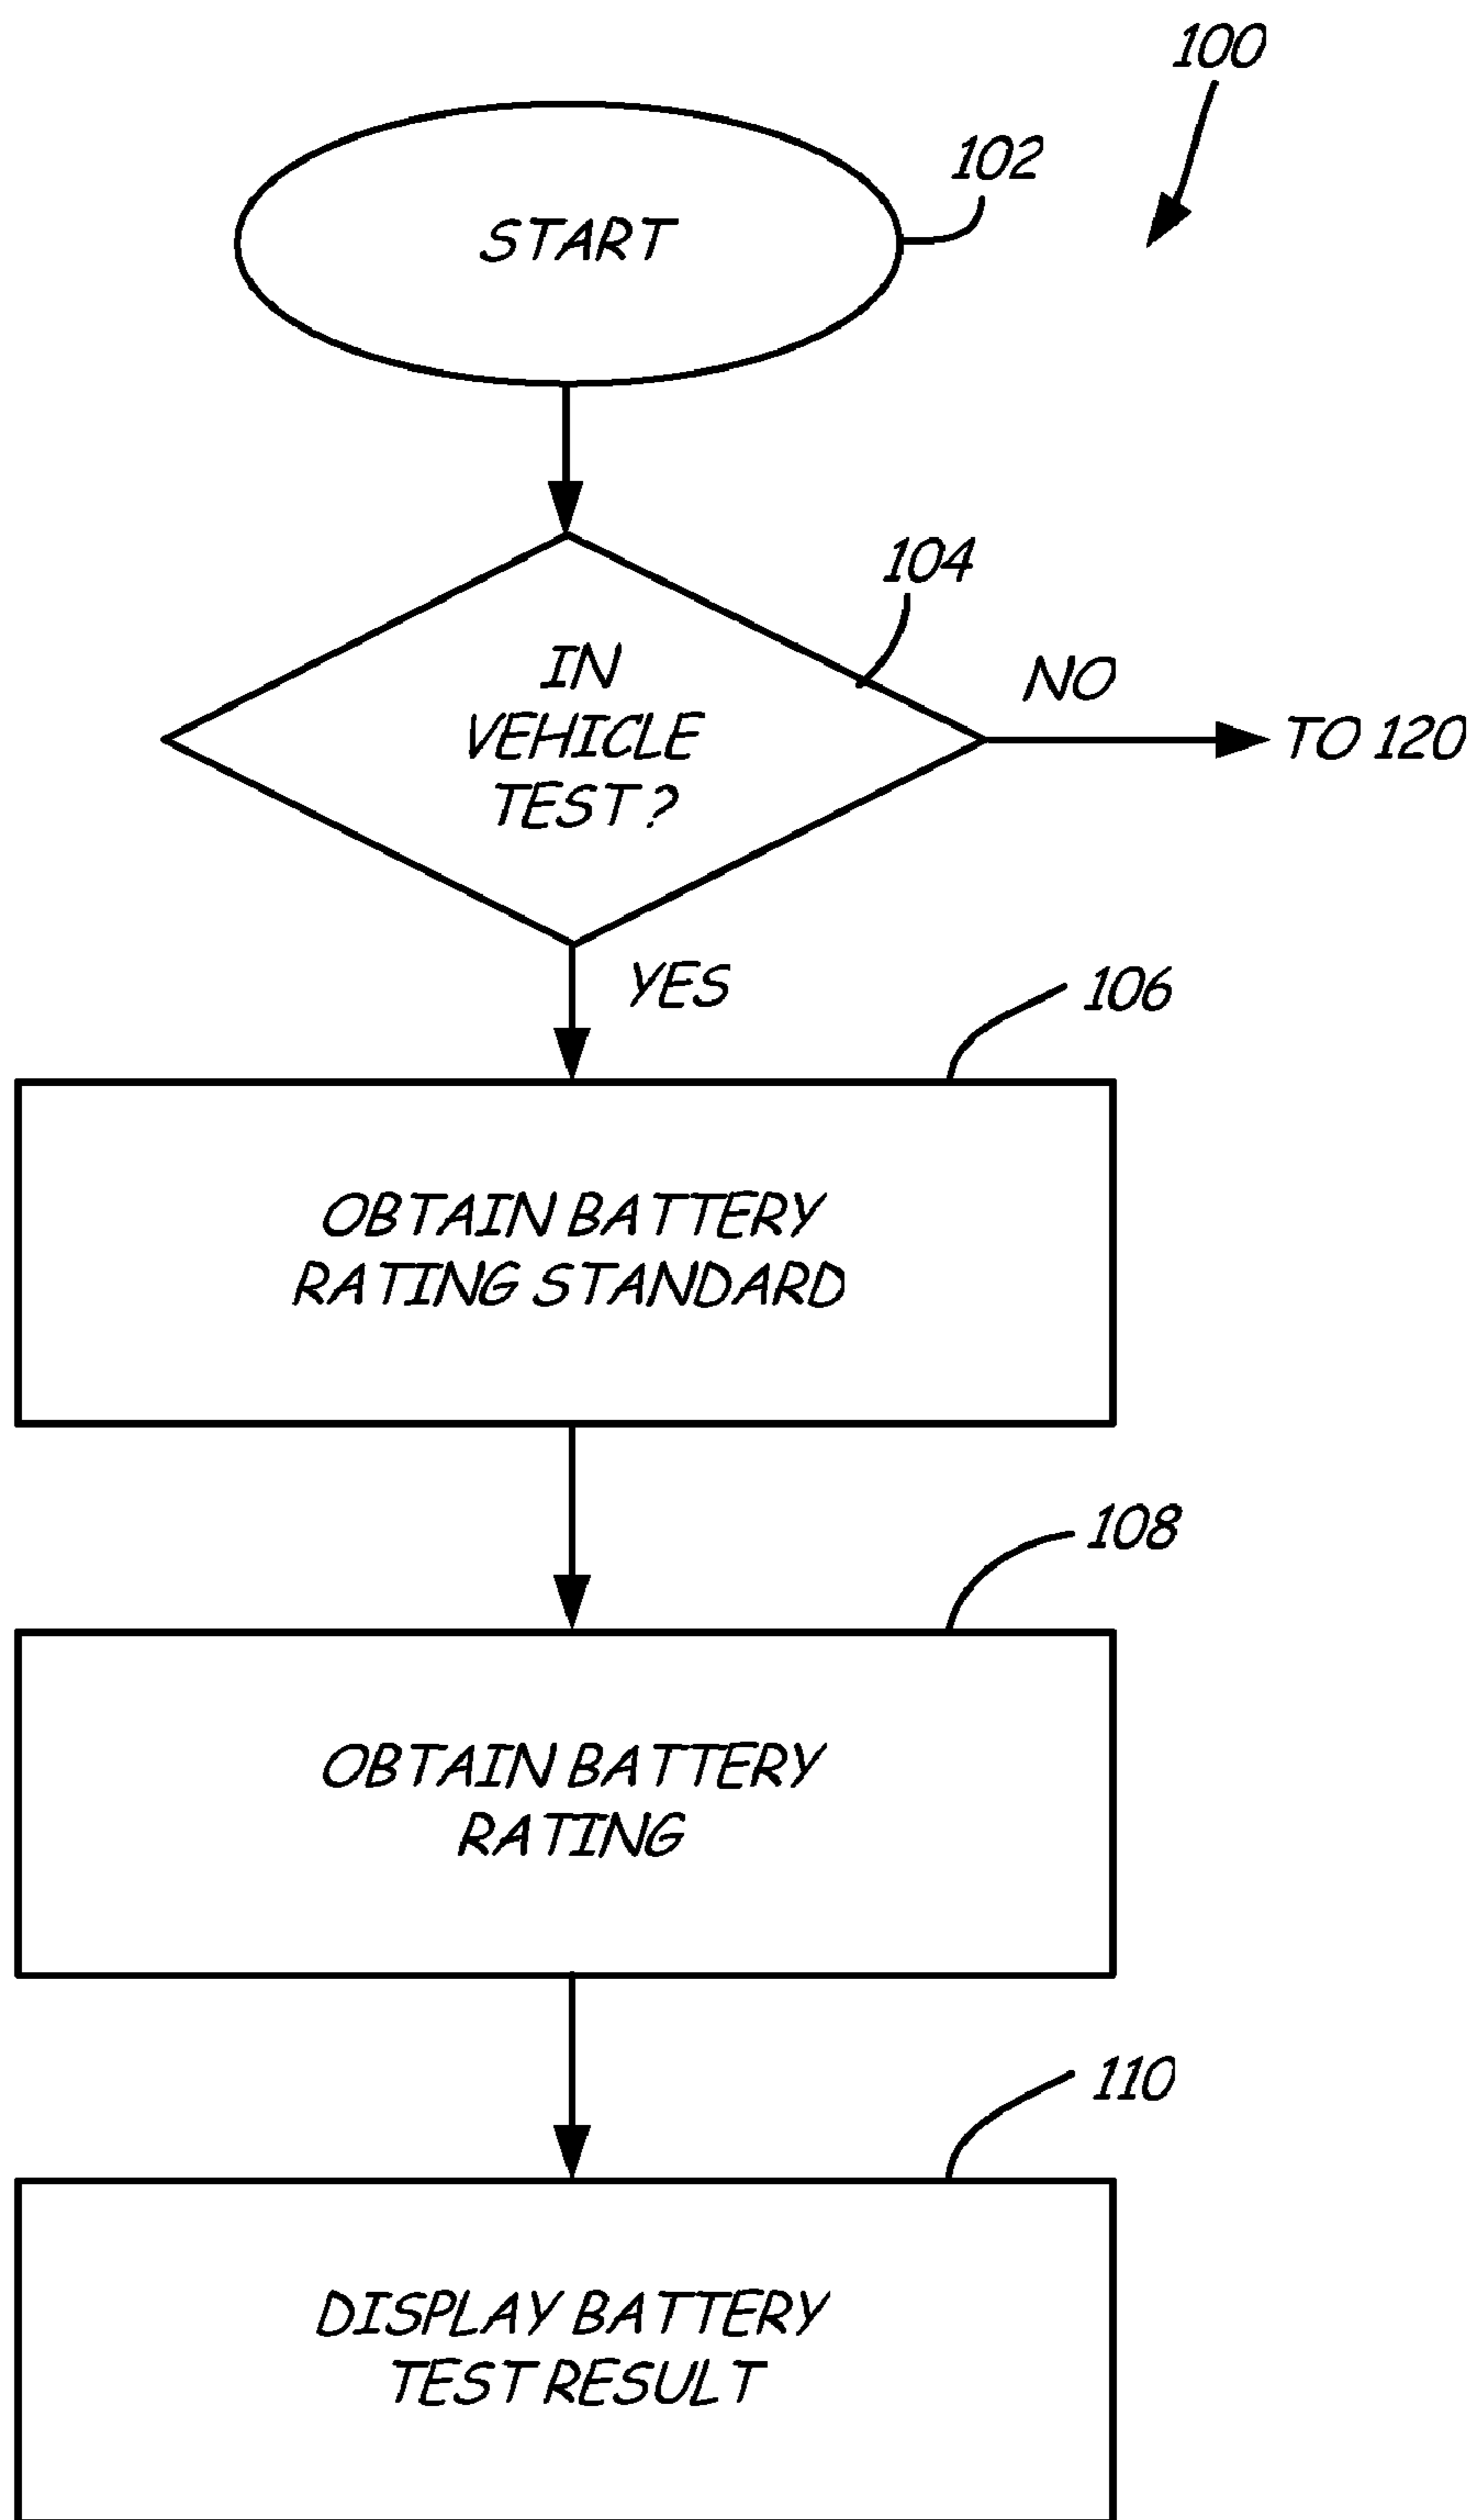 100
102
START
104
IN
VEHICLE
TEST?
NO
TO 120
YES
106
OBTAIN BATTERY
RATING STANDARD
108
OBTAIN BATTERY
RATING
110
DISPLAY BATTERY
TEST RESULT